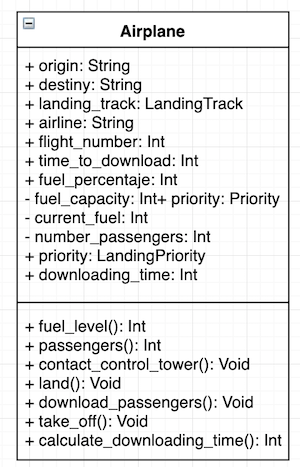 Airplane
+ origin: String
+ destiny: String
+ landing_track: LandingTrack
+ airline: String
+ flight_number: Int
+ time_to_download: Int
+ fuel_percentaje: Int
- fuel_capacity: Int+ priority: Priority
- current_fuel: Int
- number_passengers: Int
+ priority: LandingPriority
+ downloading_time: Int
+ fuel_level(): Int
+ passengers(): Int
+ contact_control_tower(): Void
+ land(): Void
+ download_passengers(): Void
+ take_off(): Void
+ calculate_downloading_time(): Int